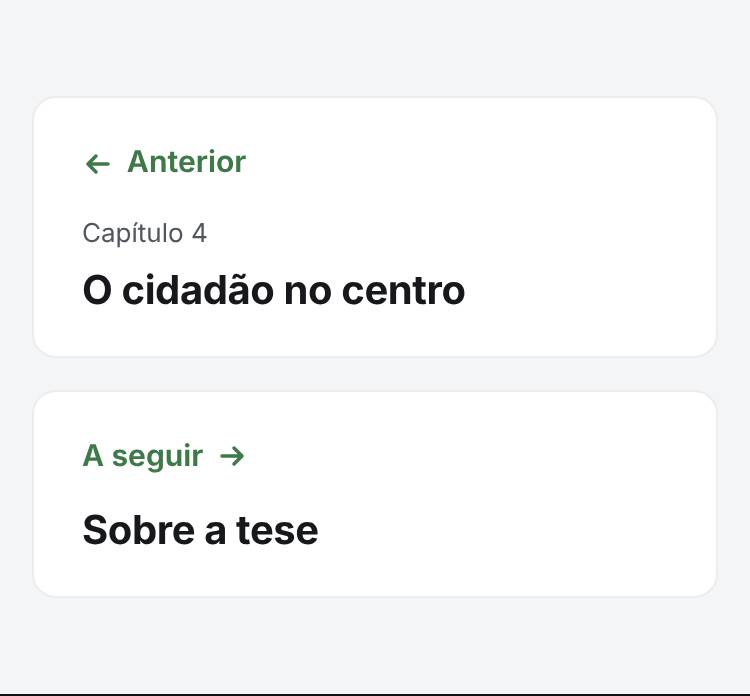 ← Anterior
Capítulo 4
O cidadão no centro
A seguir →
Sobre a tese